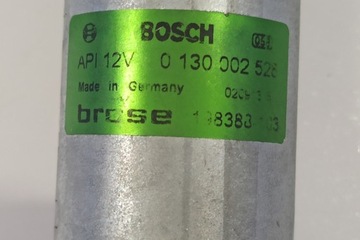 BOSCH
API 12V 0 130 002 526
Made in Germany
brose